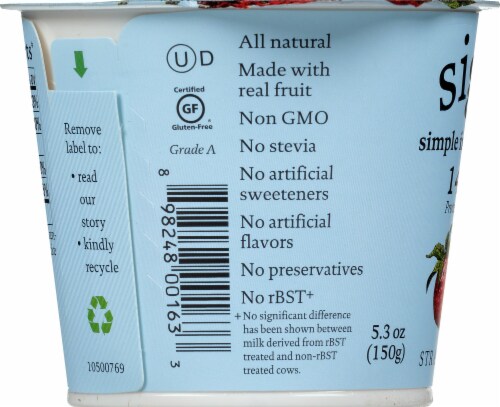 Remove
label to:
• read
our
story
• kindly
recycle
10500769
U D
Certified
GF
Gluten-Free
Grade A
8 98248 00163 3
All natural
Made with
real fruit
Non GMO
No stevia
No artificial
sweeteners
No artificial
flavors
No preservatives
No rBST+
+No significant difference
has been shown between
milk derived from rBST
treated and non-rBST
treated cows.
5.3 oz
(150g)
simple